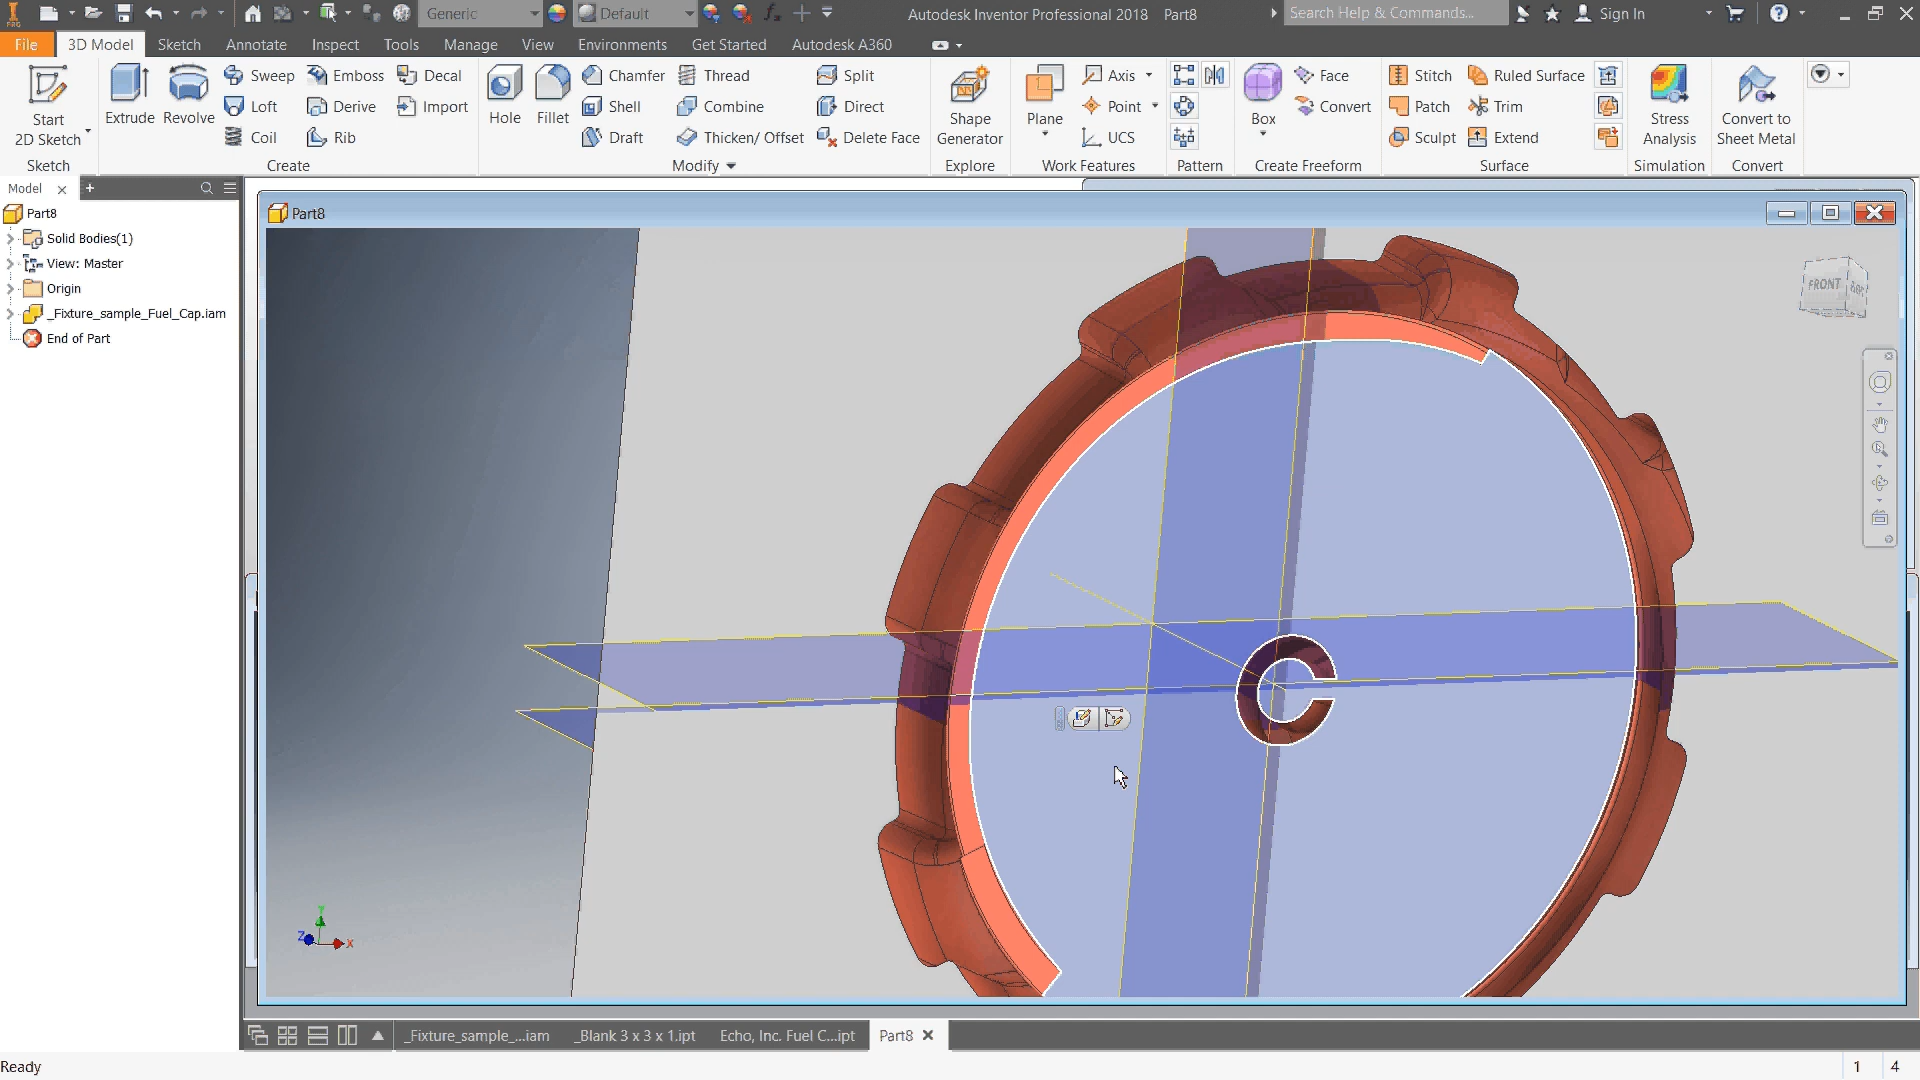 PRO
Generic
Default
Autodesk Inventor Professional 2018 Part8
Search Help & Commands...
Sign In
File
3D Model
Sketch
Annotate
Inspect
Tools
Manage
View
Environments
Get Started
Autodesk A360
Start
2D Sketch
Sketch
Extrude
Revolve
Sweep
Emboss
Decal
Loft
Derive
Import
Coil
Rib
Create
Hole
Fillet
Chamfer
Thread
Split
Shell
Combine
Direct
Draft
Thicken/ Offset
Delete Face
Modify
Shape
Generator
Explore
Plane
Axis
Point
UCS
Work Features
Pattern
Box
Face
Convert
Create Freeform
Stitch
Ruled Surface
Patch
Trim
Sculpt
Extend
Surface
Stress
Analysis
Simulation
Convert to
Sheet Metal
Convert
Model
Part8
Solid Bodies(1)
View: Master
Origin
_Fixture_sample_Fuel_Cap.iam
End of Part
Part8
FRONT
Y
Z
X
_Fixture_sample_...iam
_Blank 3 x 3 x 1.ipt
Echo, Inc. Fuel C...ipt
Part8
Ready
1
4